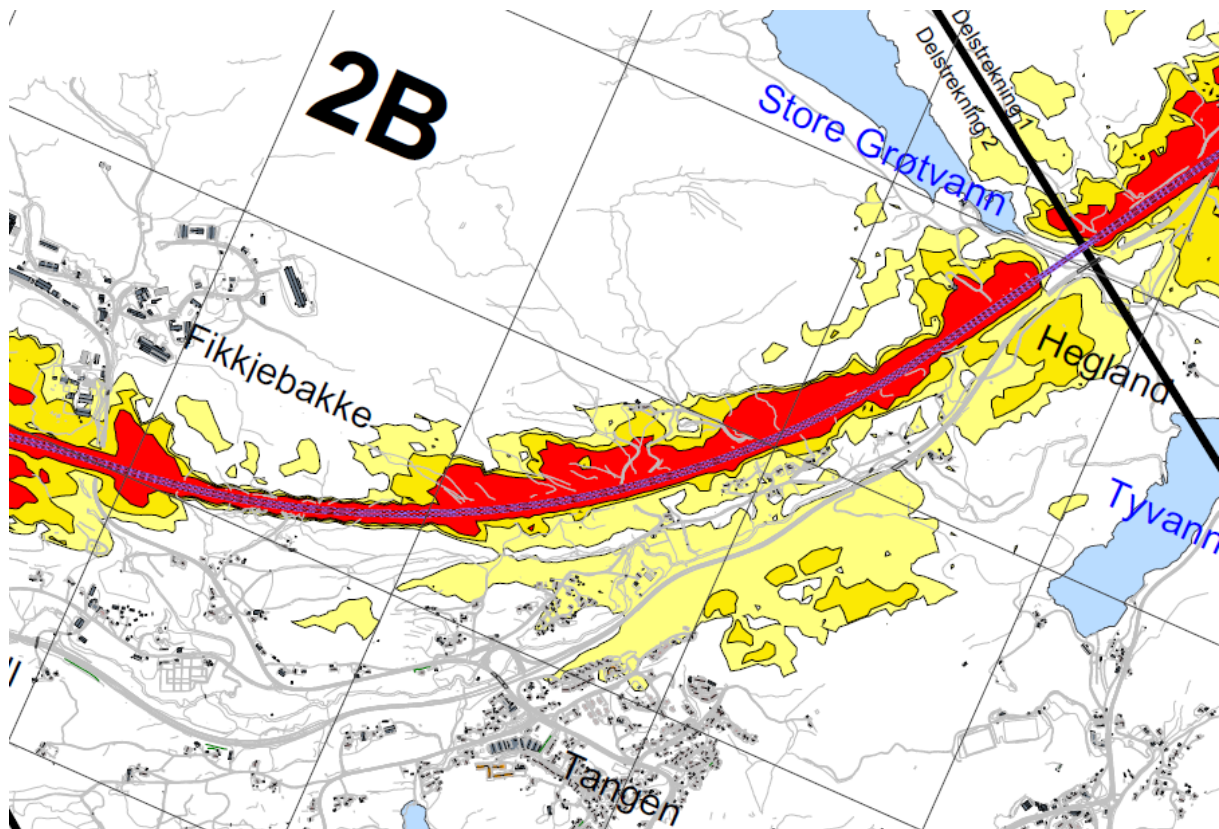 2B
Delstrekning 1
Delstrekning 2
Store Grøtvann
Fikkjebakke
Hegland
Tyvann
Tangen